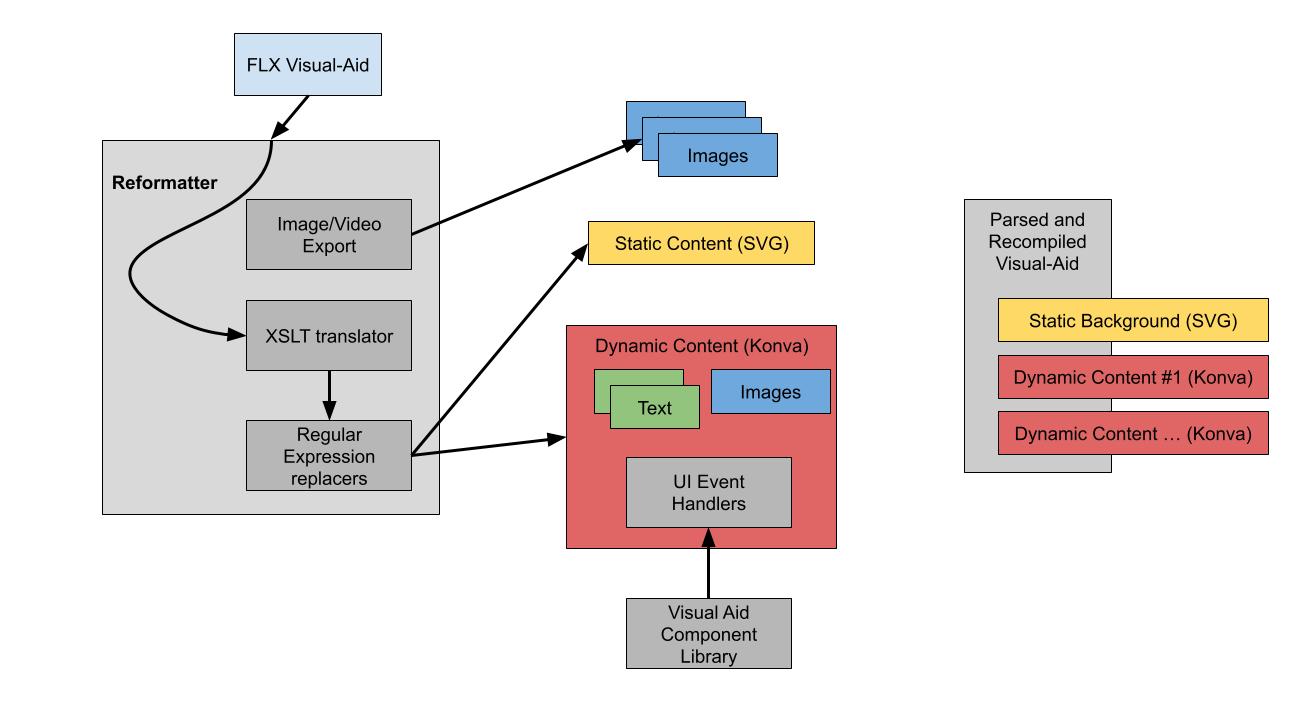 FLX Visual-Aid
Reformatter
Image/Video
Export
XSLT translator
Regular
Expression
replacers
Images
Static Content (SVG)
Dynamic Content (Konva)
Text
Images
UI Event
Handlers
Visual Aid
Component
Library
Parsed and
Recompiled
Visual-Aid
Static Background (SVG)
Dynamic Content #1 (Konva)
Dynamic Content … (Konva)